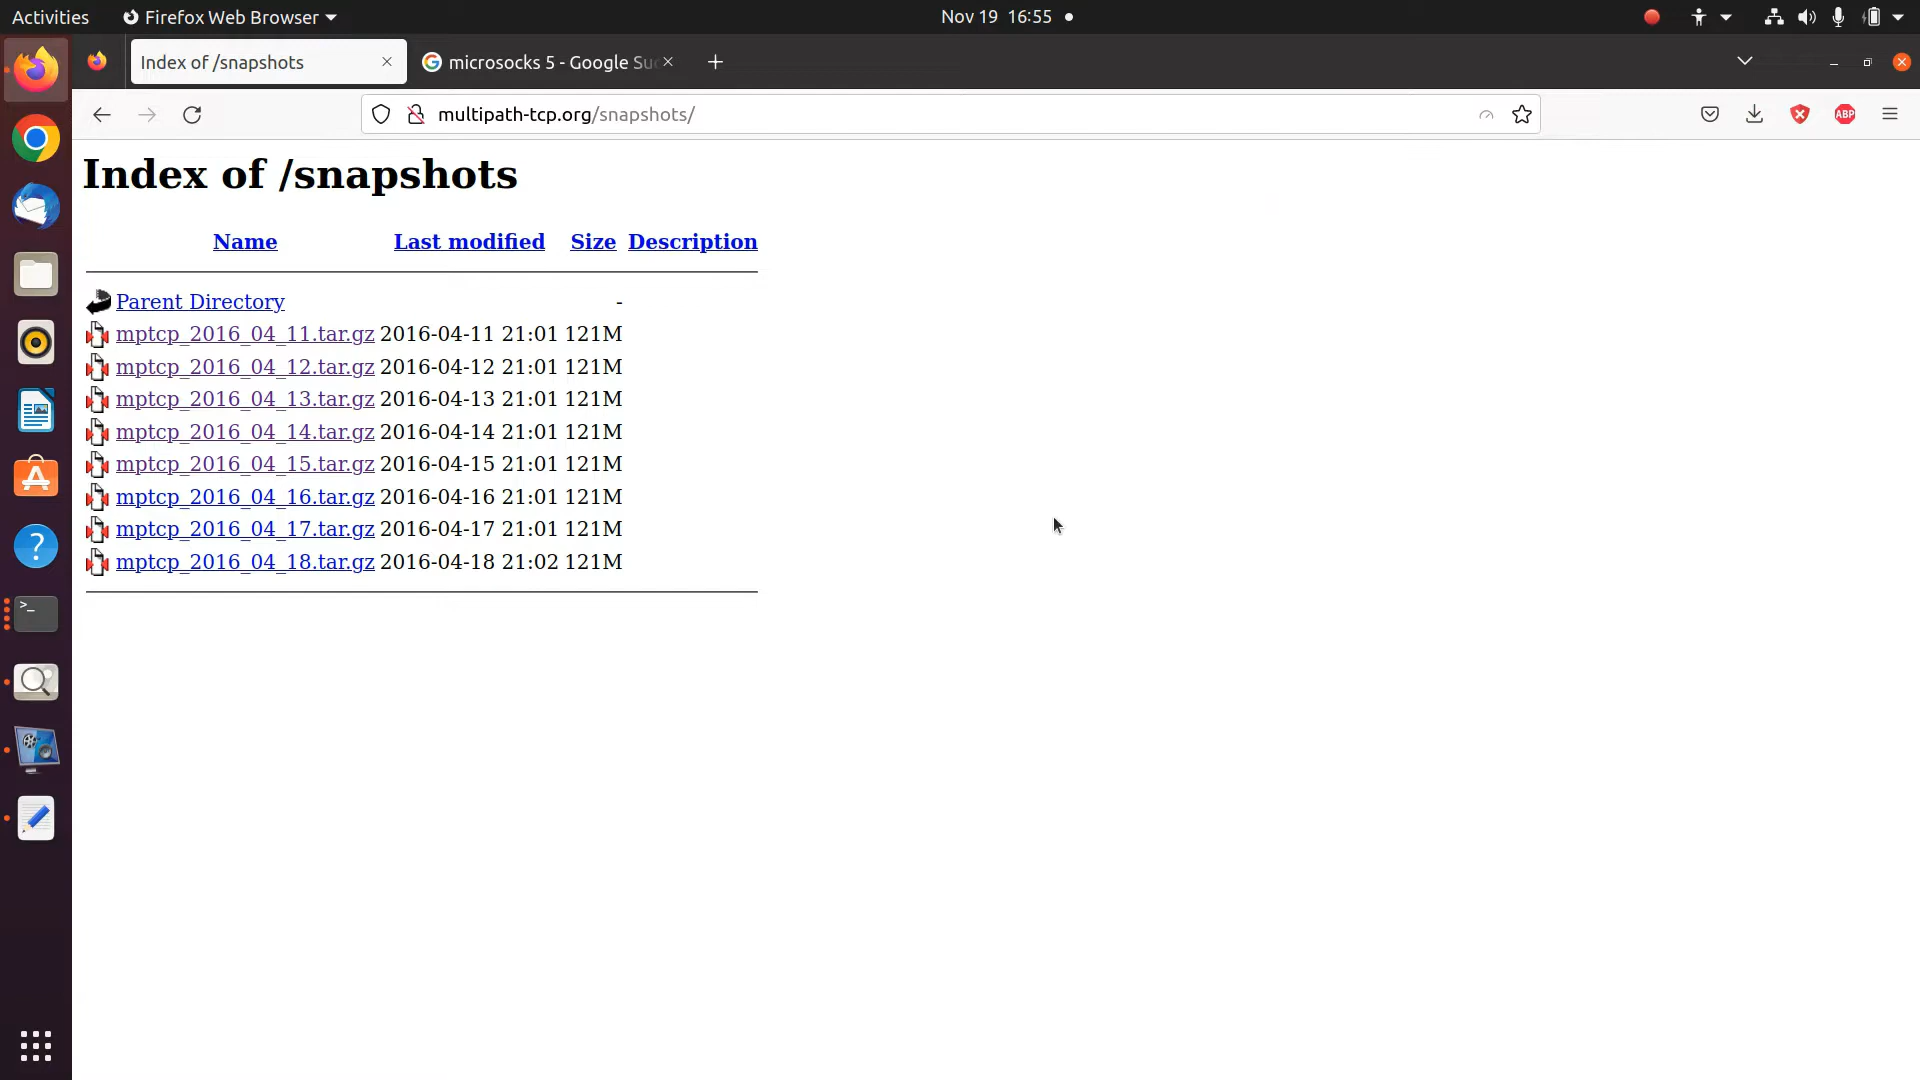 Activities Firefox Web Browser Nov 19 16:55
Index of /snapshots microsocks 5 - Google Se
multipath-tcp.org/snapshots/
ABP
Index of /snapshots
Name Last modified Size Description
Parent Directory -
mptcp_2016_04_11.tar.gz 2016-04-11 21:01 121M
mptcp_2016_04_12.tar.gz 2016-04-12 21:01 121M
mptcp_2016_04_13.tar.gz 2016-04-13 21:01 121M
mptcp_2016_04_14.tar.gz 2016-04-14 21:01 121M
mptcp_2016_04_15.tar.gz 2016-04-15 21:01 121M
mptcp_2016_04_16.tar.gz 2016-04-16 21:01 121M
mptcp_2016_04_17.tar.gz 2016-04-17 21:01 121M
mptcp_2016_04_18.tar.gz 2016-04-18 21:02 121M